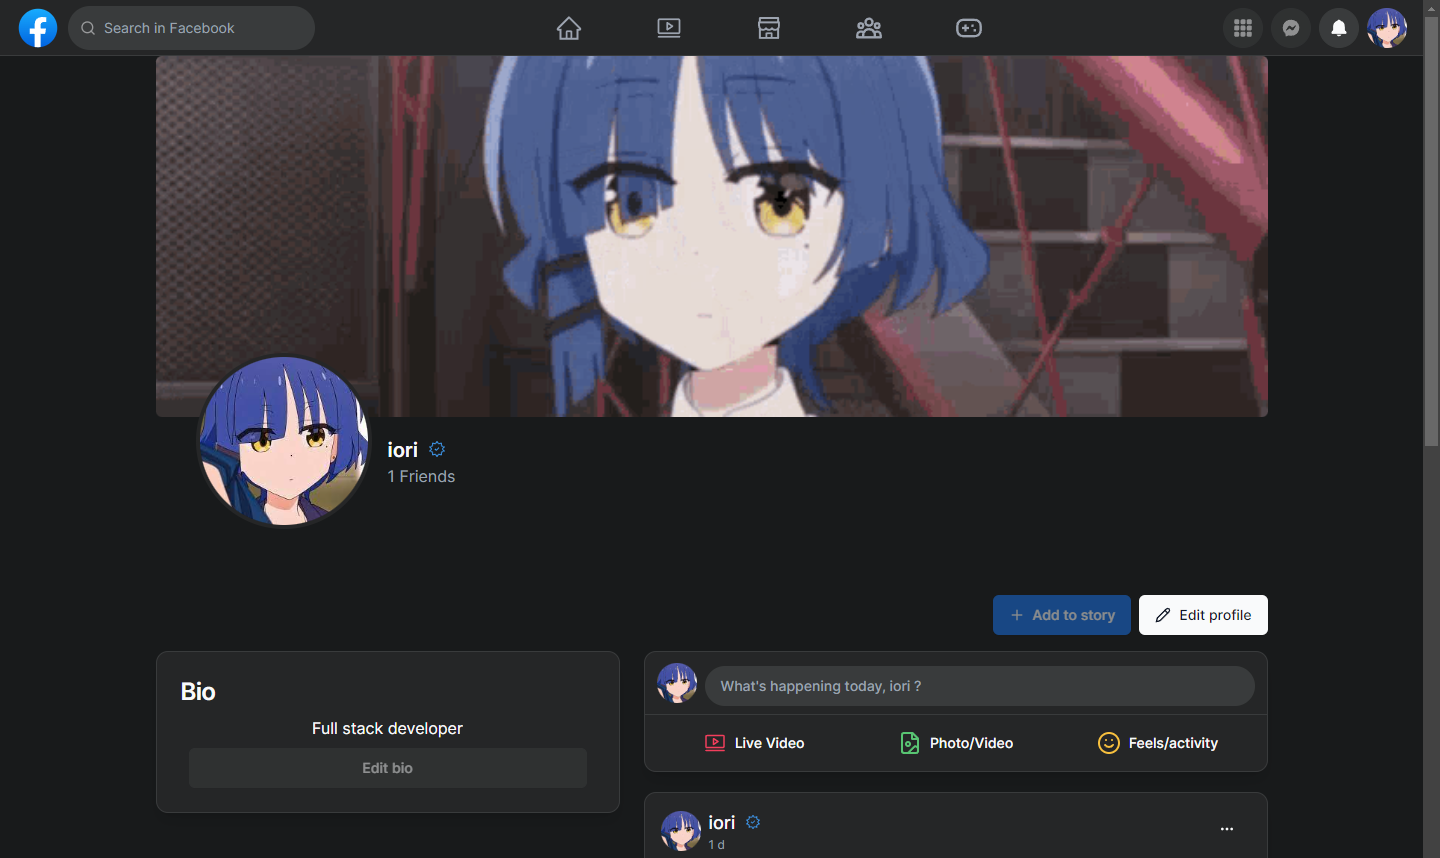 Search in Facebook
iori
1 Friends
Add to story
Edit profile
Bio
Full stack developer
Edit bio
What's happening today, iori ?
Live Video
Photo/Video
Feels/activity
iori
1 d